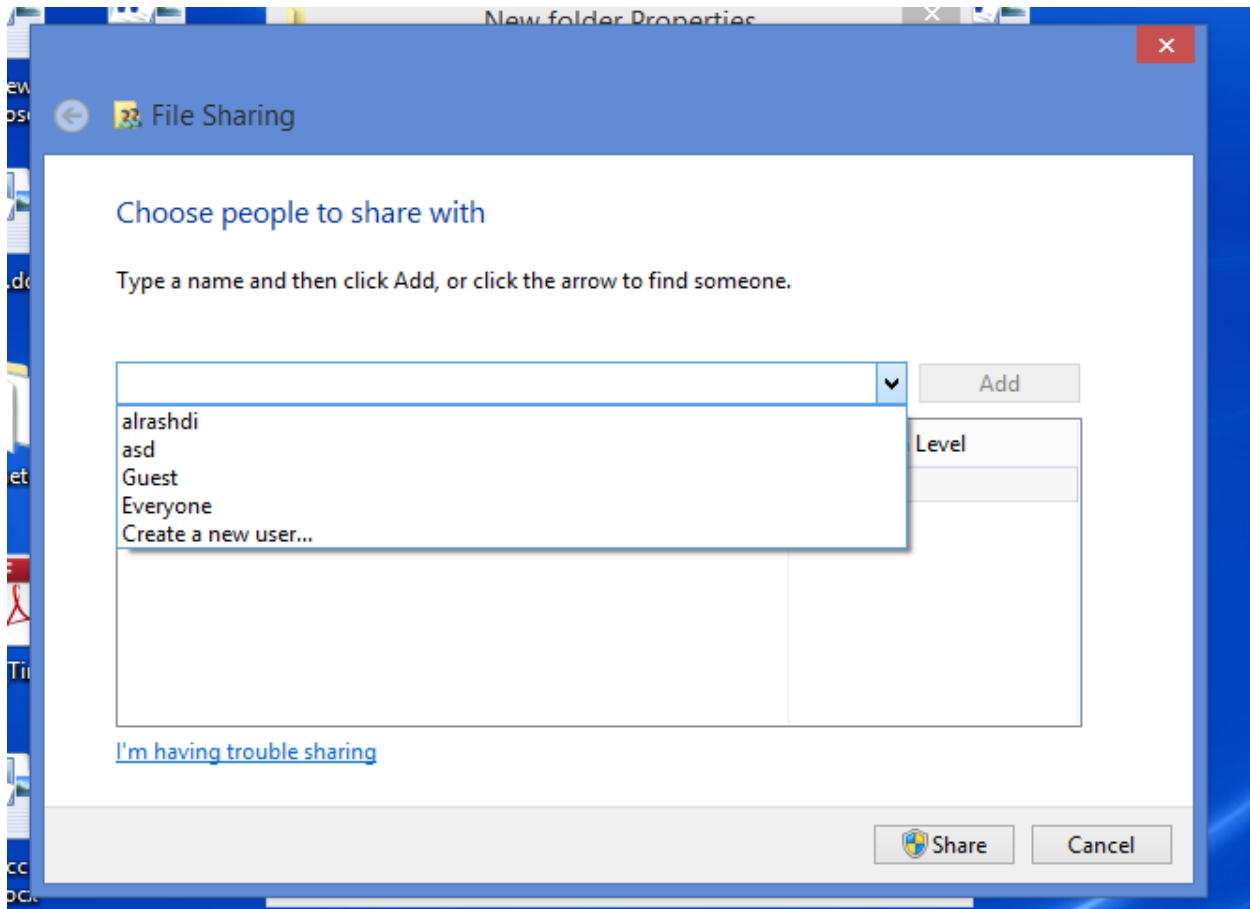 New folder Properties
File Sharing
Choose people to share with
Type a name and then click Add, or click the arrow to find someone.
Add
alrashdi
asd
Guest
Everyone
Create a new user...
Level
I'm having trouble sharing
Share
Cancel